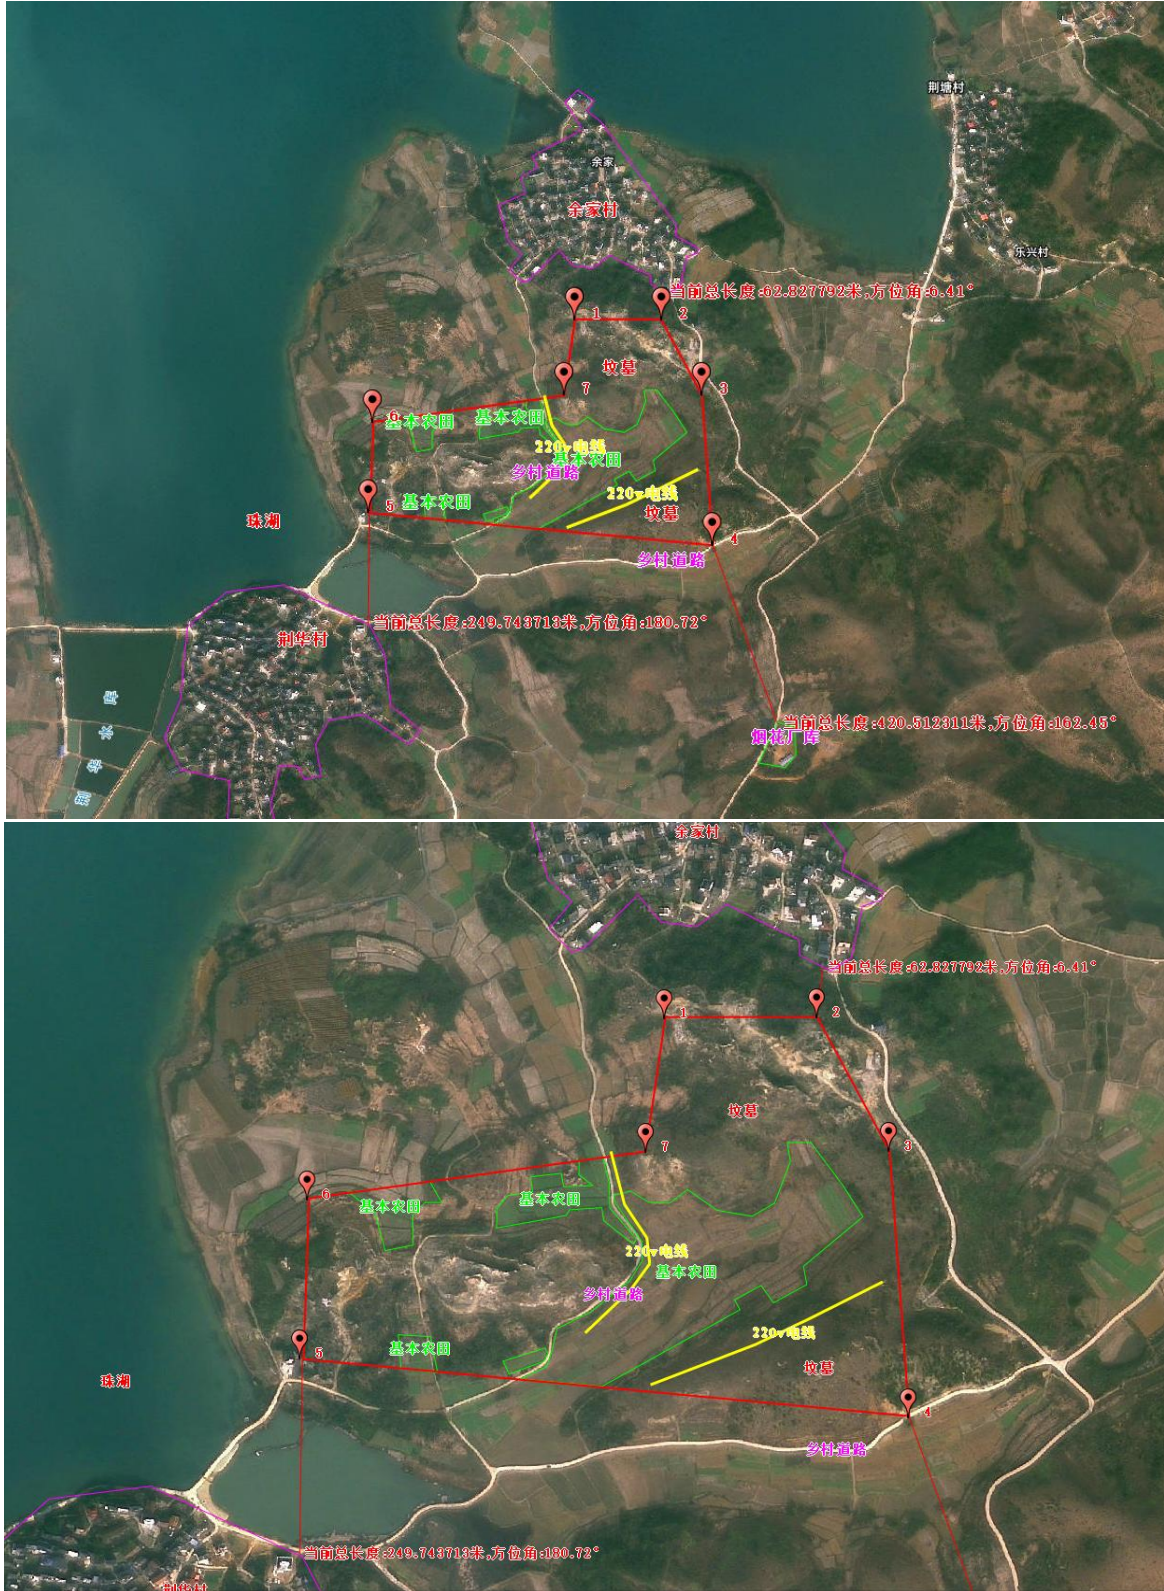 荆塘村
余家
余家村
乐兴村
当前总长度:62.827792米,方位角:6.41°
1
2
坟墓
3
7
6
基本农田
基本农田
220v电线
基本农田
乡村道路
220v电线
基本农田
5
珠湖
坟墓
4
乡村道路
当前总长度:249.743713米,方位角:180.72°
荆华村
荆华水库
当前总长度:420.512311米,方位角:162.45°
烟花厂库
余家村
当前总长度:62.827792米,方位角:6.41°
1
2
坟墓
3
7
6
基本农田
基本农田
220v电线
基本农田
乡村道路
220v电线
基本农田
5
坟墓
珠湖
4
乡村道路
当前总长度:249.743713米,方位角:180.72°
荆华村